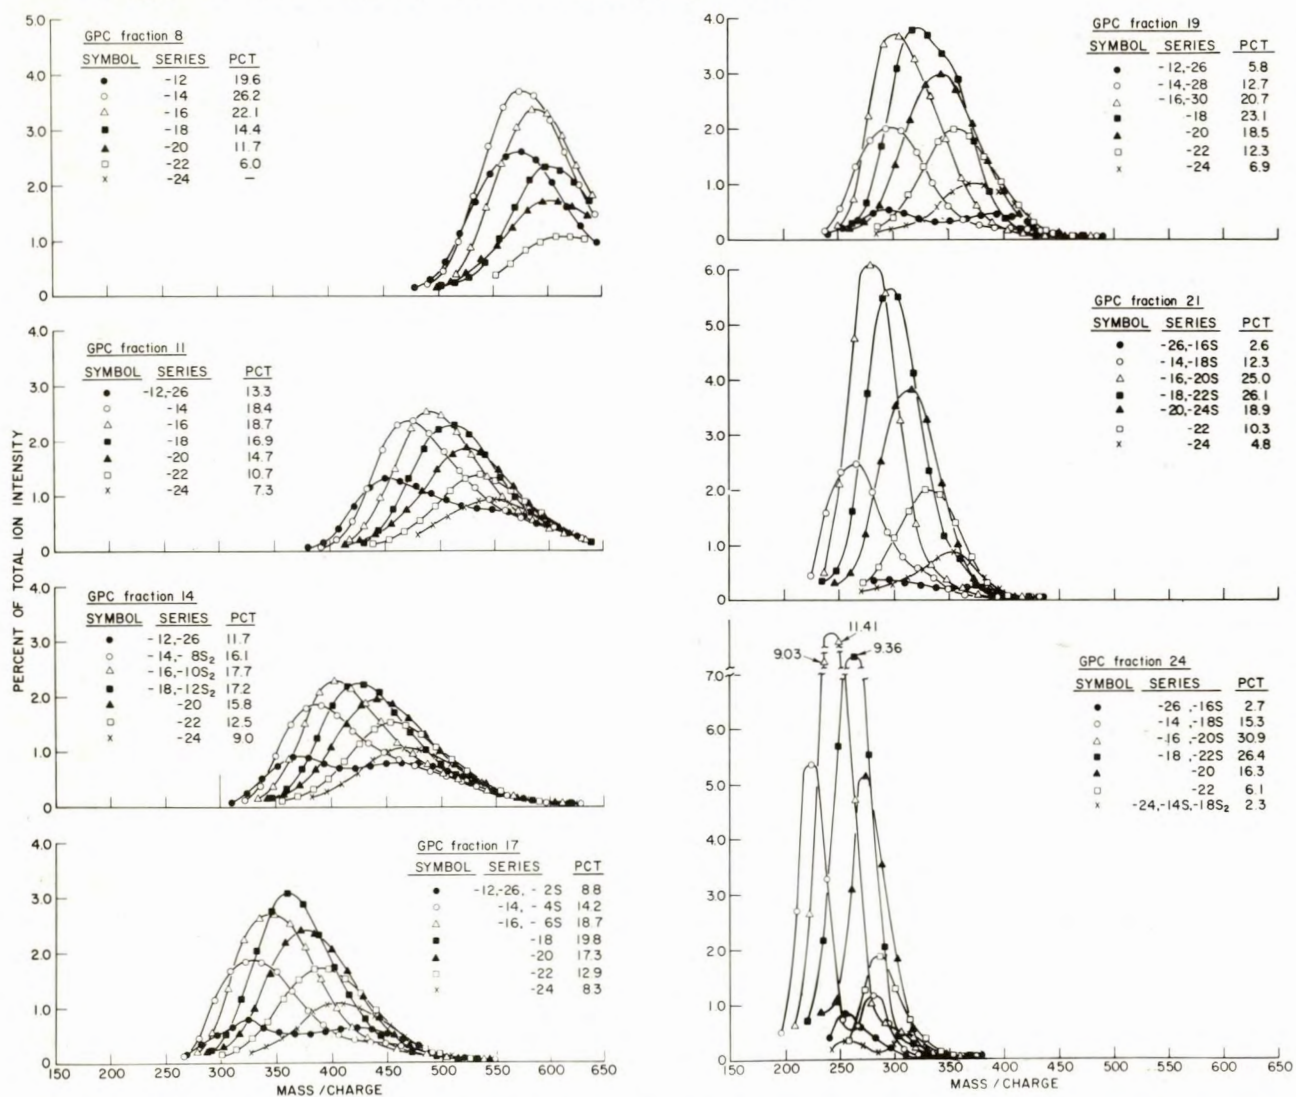 PERCENT OF TOTAL ION INTENSITY
GPC fraction 8
SYMBOL SERIES PCT
-12 19.6
-14 26.2
-16 22.1
-18 14.4
-20 11.7
-22 6.0
x -24 —
5.0
4.0
3.0
2.0
1.0
0
GPC fraction 11
SYMBOL SERIES PCT
-12,-26 13.3
-14 18.4
-16 18.7
-18 16.9
-20 14.7
-22 10.7
x -24 7.3
4.0
3.0
2.0
1.0
0
GPC fraction 14
SYMBOL SERIES PCT
-12,-26 11.7
-14,-8S₂ 16.1
-16,-10S₂ 17.7
-18,-12S₂ 17.2
-20 15.8
-22 12.5
x -24 9.0
4.0
3.0
2.0
1.0
0
GPC fraction 17
SYMBOL SERIES PCT
-12,-26, - 2S 8.8
-14, - 4S 14.2
-16, - 6S 18.7
-18 19.8
-20 17.3
-22 12.9
x -24 8.3
4.0
3.0
2.0
1.0
0
150 200 250 300 350 400 450 500 550 600 650
MASS / CHARGE
GPC fraction 19
SYMBOL SERIES PCT
-12,-26 5.8
-14,-28 12.7
-16,-30 20.7
-18 23.1
-20 18.5
-22 12.3
x -24 6.9
4.0
3.0
2.0
1.0
0
GPC fraction 21
SYMBOL SERIES PCT
-26,-16S 2.6
-14,-18S 12.3
-16,-20S 25.0
-18,-22S 26.1
-20,-24S 18.9
-22 10.3
x -24 4.8
6.0
5.0
4.0
3.0
2.0
1.0
0
GPC fraction 24
SYMBOL SERIES PCT
-26 ,-16S 2.7
-14 ,-18S 15.3
-16 ,-20S 30.9
-18 ,-22S 26.4
-20 16.3
-22 6.1
x -24,-14S,-18S₂ 2.3
11.41
9.03
9.36
7.0
6.0
5.0
4.0
3.0
2.0
1.0
0
150 200 250 300 350 400 450 500 550 600 650
MASS / CHARGE